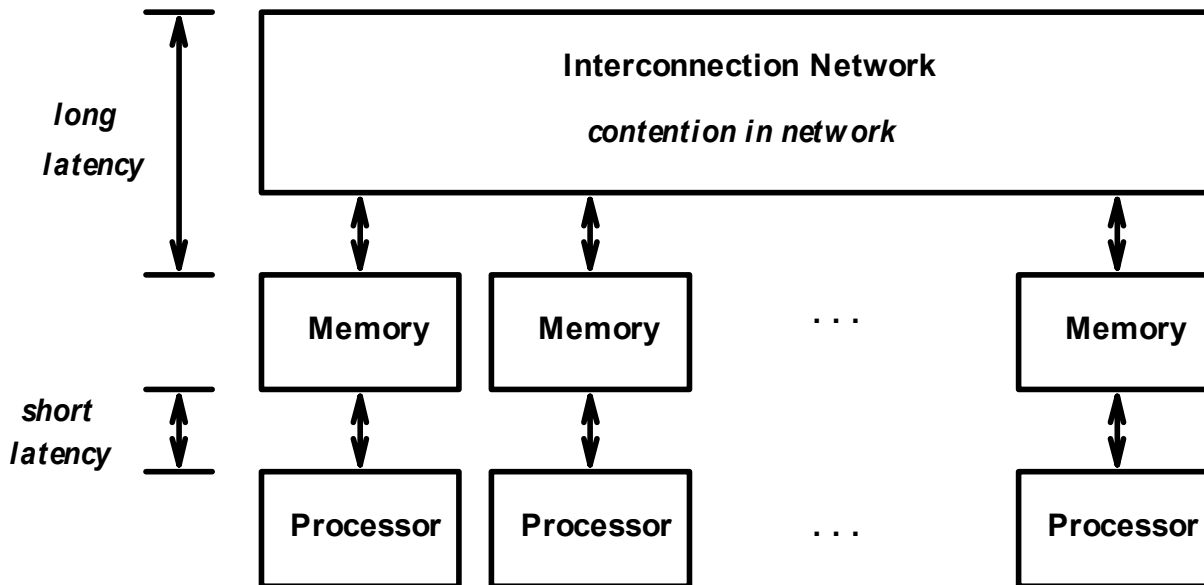 Interconnection Network
contention in network
long
latency
Memory Memory . . . Memory
short
latency
Processor Processor . . . Processor